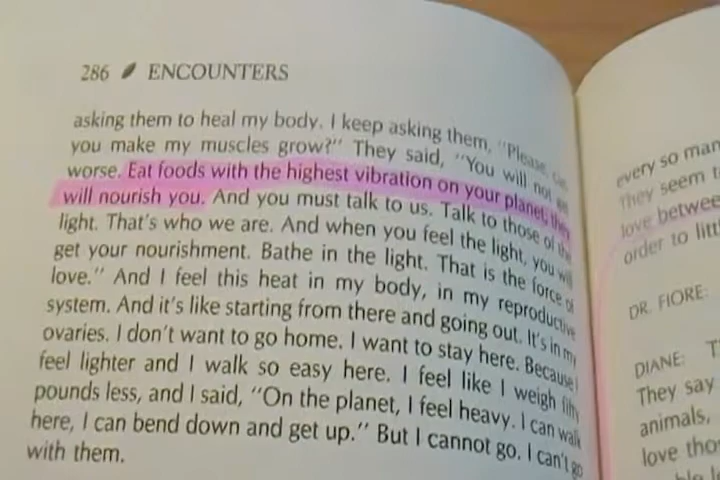 286 ENCOUNTERS
asking them to heal my body. I keep asking them, "Please, can
you make my muscles grow?" They said, "You will not get
worse. Eat foods with the highest vibration on your planet, they
will nourish you. And you must talk to us. Talk to those of the
light. That's who we are. And when you feel the light, you will
get your nourishment. Bathe in the light. That is the force of
love." And I feel this heat in my body, in my reproductive
system. And it's like starting from there and going out. It's in my
ovaries. I don't want to go home. I want to stay here. Because I
feel lighter and I walk so easy here. I feel like I weigh fifty
pounds less, and I said, "On the planet, I feel heavy. I can walk
here, I can bend down and get up." But I cannot go. I can't go
with them.
every so
They seem
love
order to
DR. FIORE:
DIANE:
They say
animals,
love